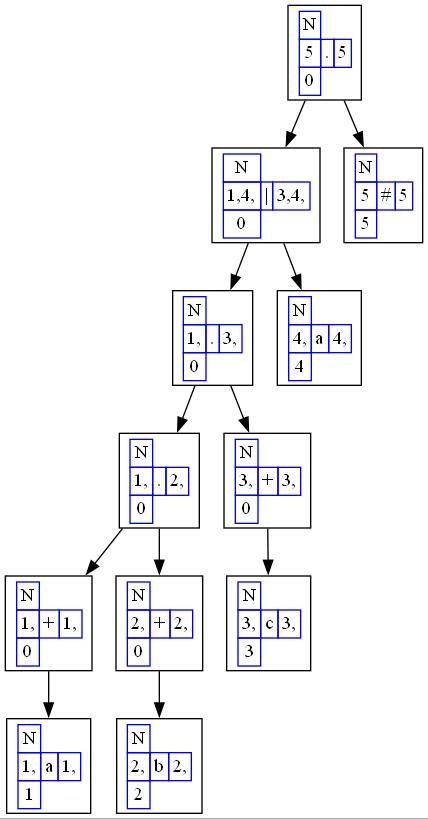 N
5 . 5
0
N
1,4, | 3,4,
0
N
5 # 5
5
N
1, . 3,
0
N
4, a 4,
4
N
1, . 2,
0
N
3, + 3,
0
N
1, + 1,
0
N
2, + 2,
0
N
3, c 3,
3
N
1, a 1,
1
N
2, b 2,
2